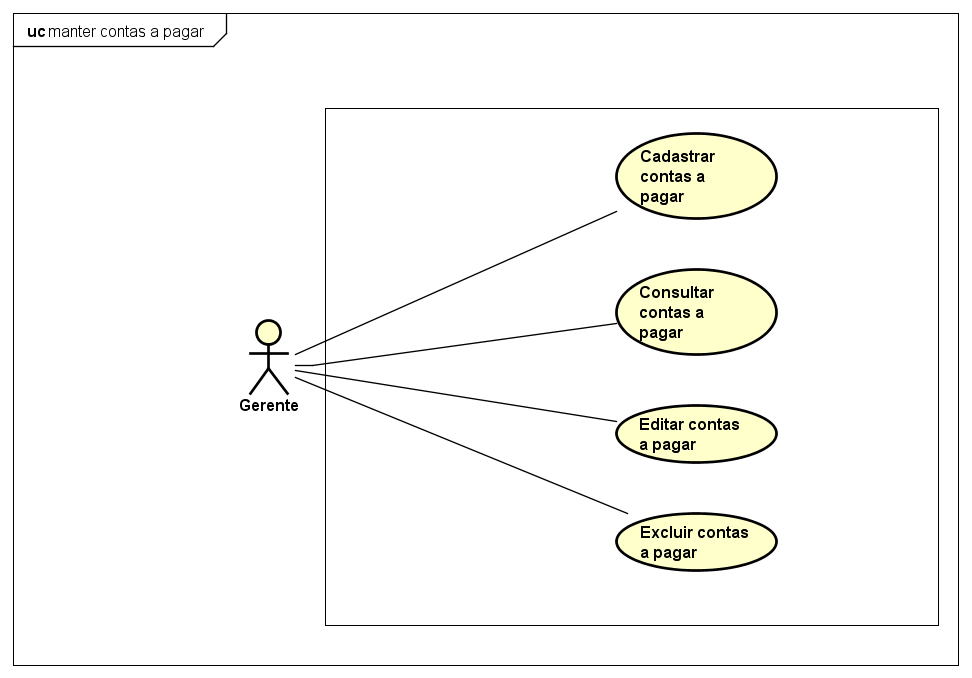 uc manter contas a pagar
Cadastrar
contas a
pagar
Consultar
contas a
pagar
Gerente
Editar contas
a pagar
Excluir contas
a pagar